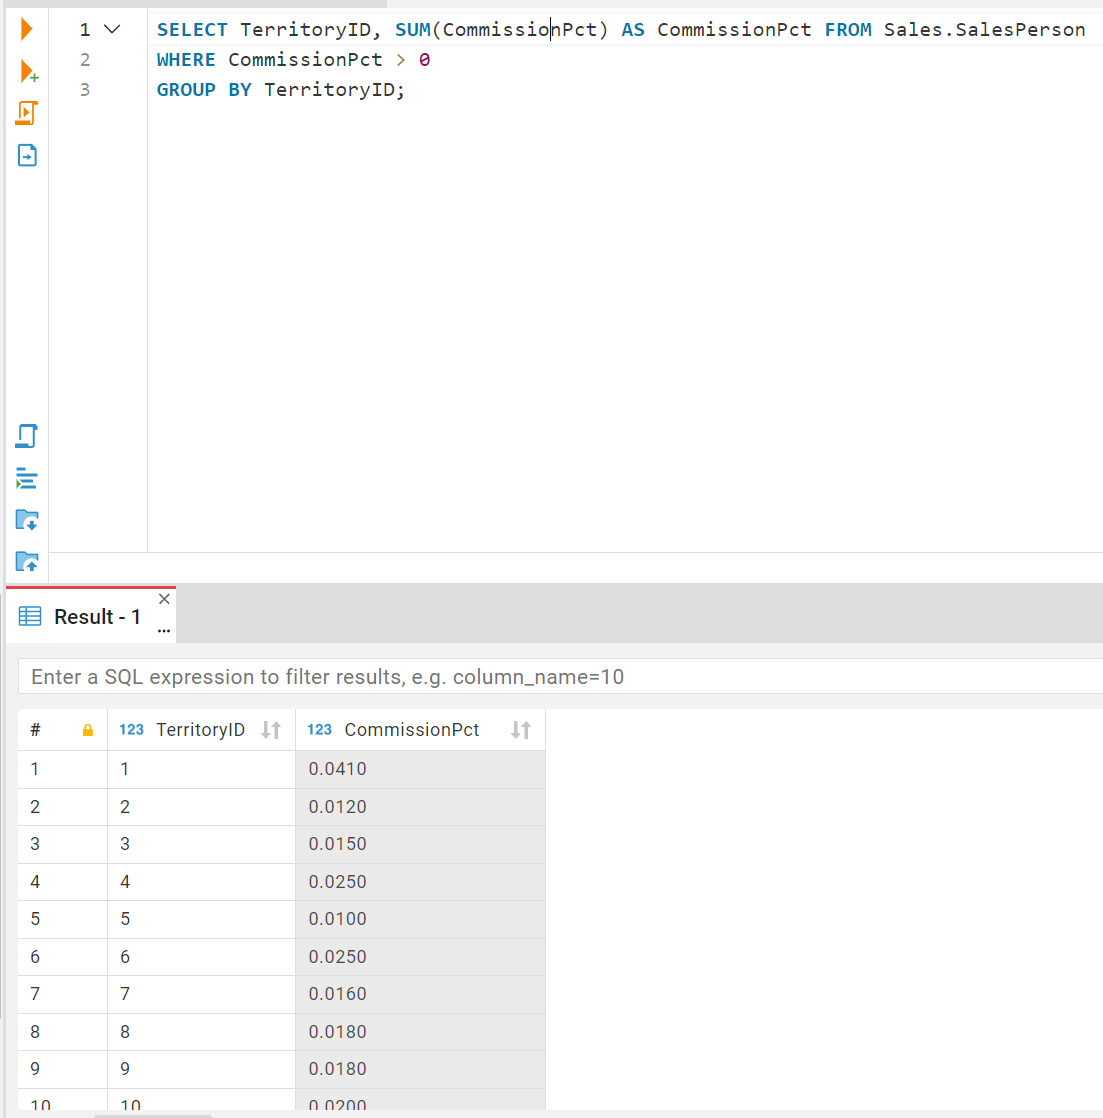 1 SELECT TerritoryID, SUM(CommissionPct) AS CommissionPct FROM Sales.SalesPerson
2 WHERE CommissionPct > 0
3 GROUP BY TerritoryID;
Result - 1
Enter a SQL expression to filter results, e.g. column_name=10
# 123 TerritoryID 123 CommissionPct
1 1 0.0410
2 2 0.0120
3 3 0.0150
4 4 0.0250
5 5 0.0100
6 6 0.0250
7 7 0.0160
8 8 0.0180
9 9 0.0180
10 10 0.0200